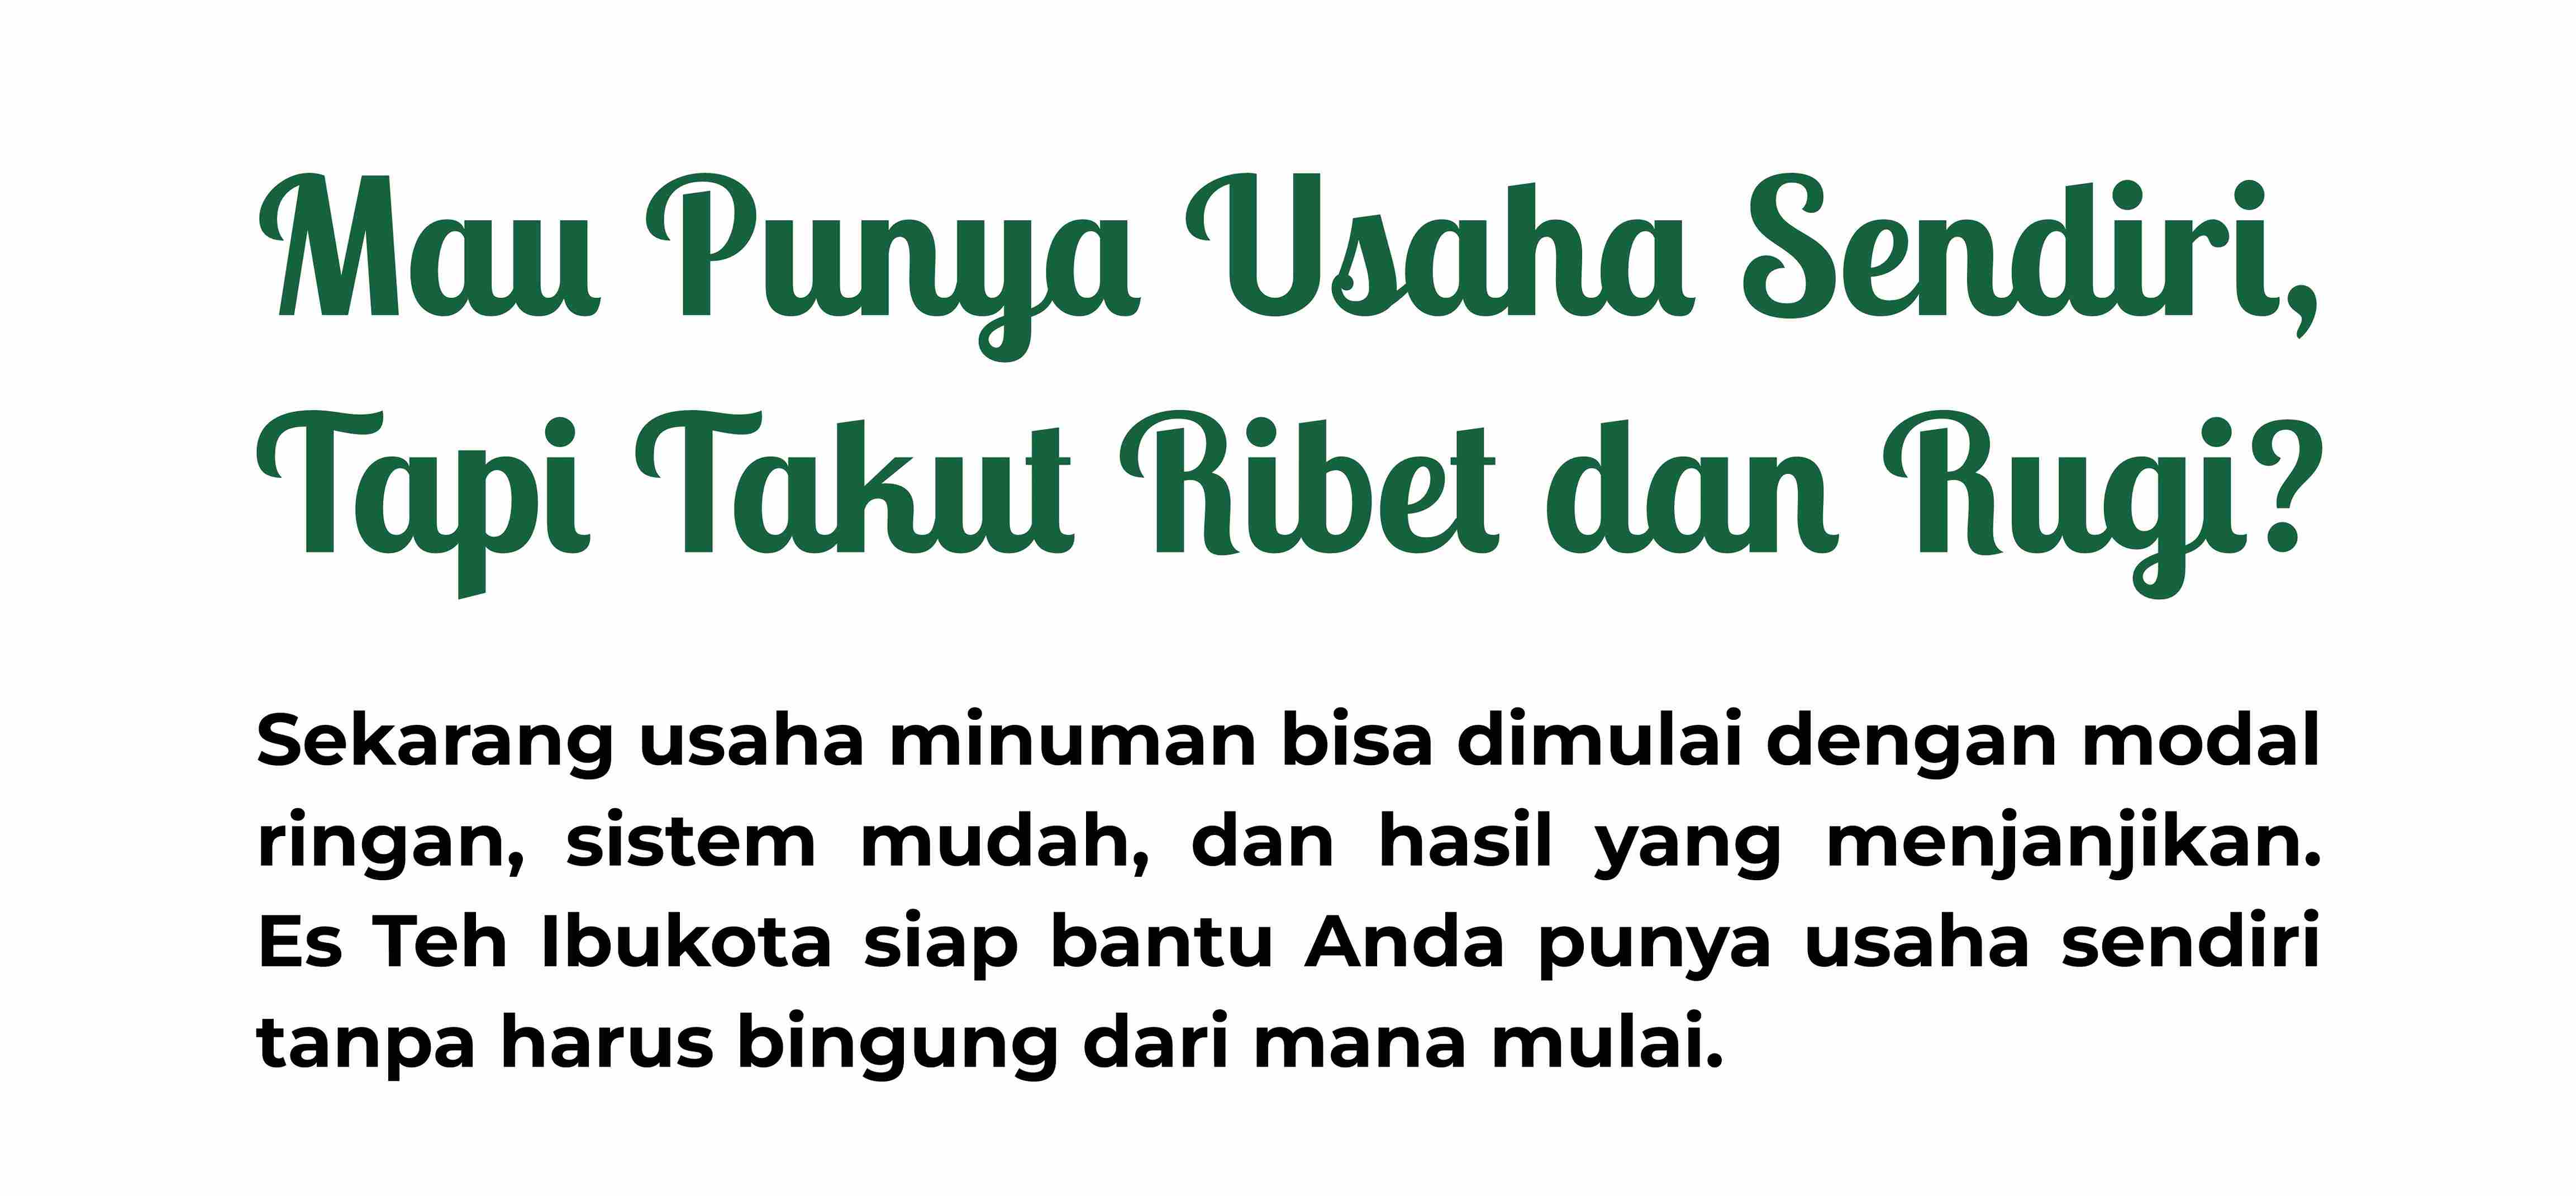 Mau Punya Usaha Sendiri,
Tapi Takut Ribet dan Rugi?
Sekarang usaha minuman bisa dimulai dengan modal
ringan, sistem mudah, dan hasil yang menjanjikan.
Es Teh Ibukota siap bantu Anda punya usaha sendiri
tanpa harus bingung dari mana mulai.